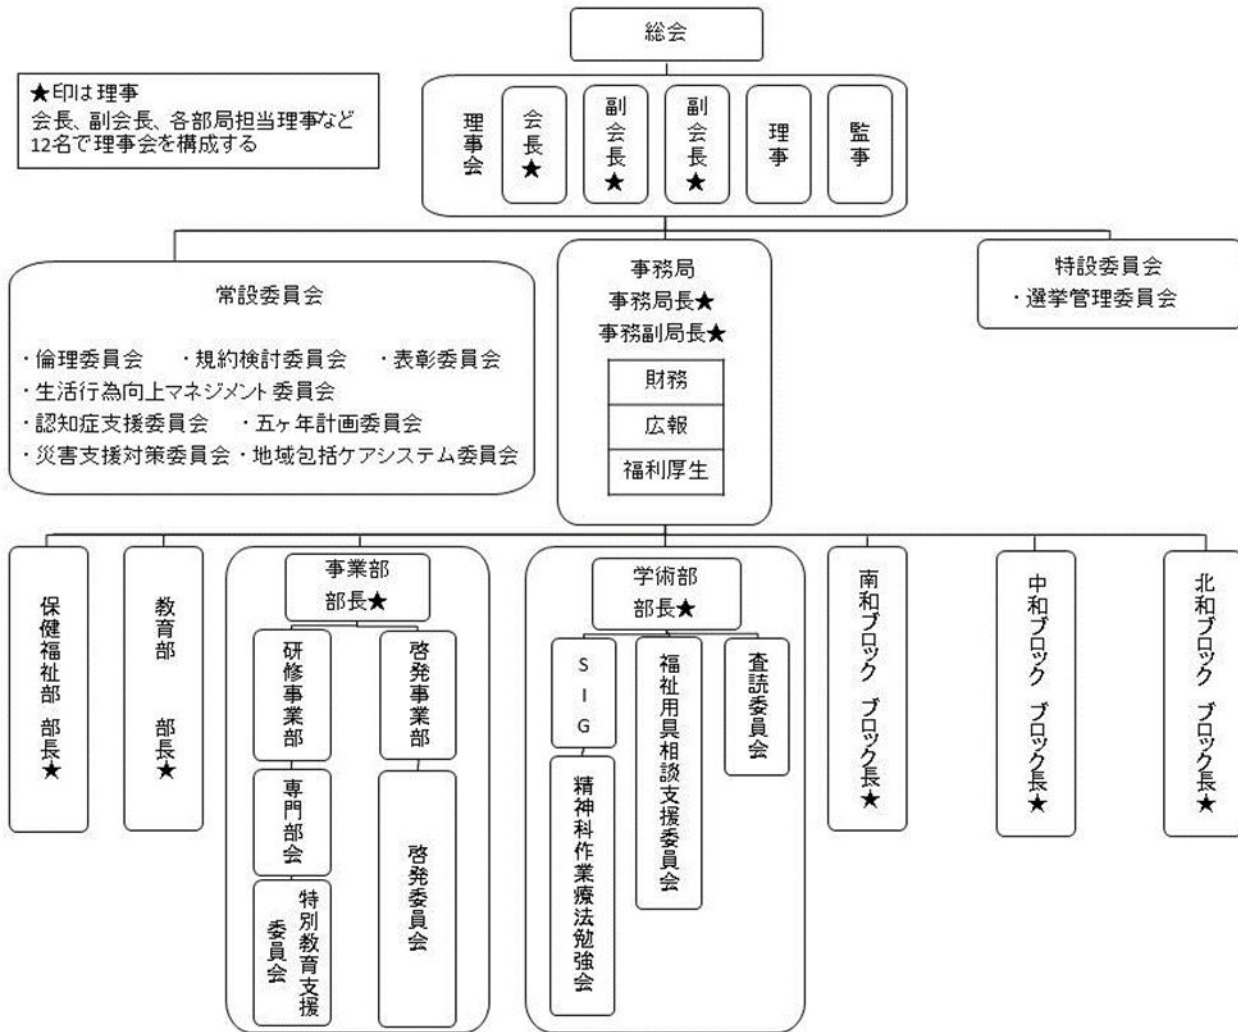 総会
★印は理事
会長、副会長、各部局担当理事など
12名で理事会を構成する
理事会
会長★
副会長★
副会長★
理事
監事
常設委員会
・倫理委員会 ・規約検討委員会 ・表彰委員会
・生活行為向上マネジメント委員会
・認知症支援委員会 ・五ヶ年計画委員会
・災害支援対策委員会・地域包括ケアシステム委員会
事務局
事務局長★
事務副局長★
財務
広報
福利厚生
特設委員会
・選挙管理委員会
保健福祉部 部長★
教育部 部長★
事業部
部長★
研修事業部
専門部会
特別教育支援
委員会
啓発事業部
啓発委員会
学術部
部長★
SIG
精神科作業療法勉強会
福祉用具相談支援委員会
査読委員会
南和ブロック ブロック長★
中和ブロック ブロック長★
北和ブロック ブロック長★